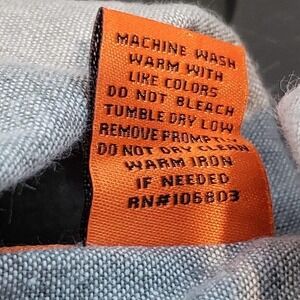 MACHINE WASH
WARM WITH
LIKE COLORS
DO NOT BLEACH
TUMBLE DRY LOW
REMOVE PROMPTLY
DO NOT DRY CLEAN
WARM IRON
IF NEEDED
RN#106803